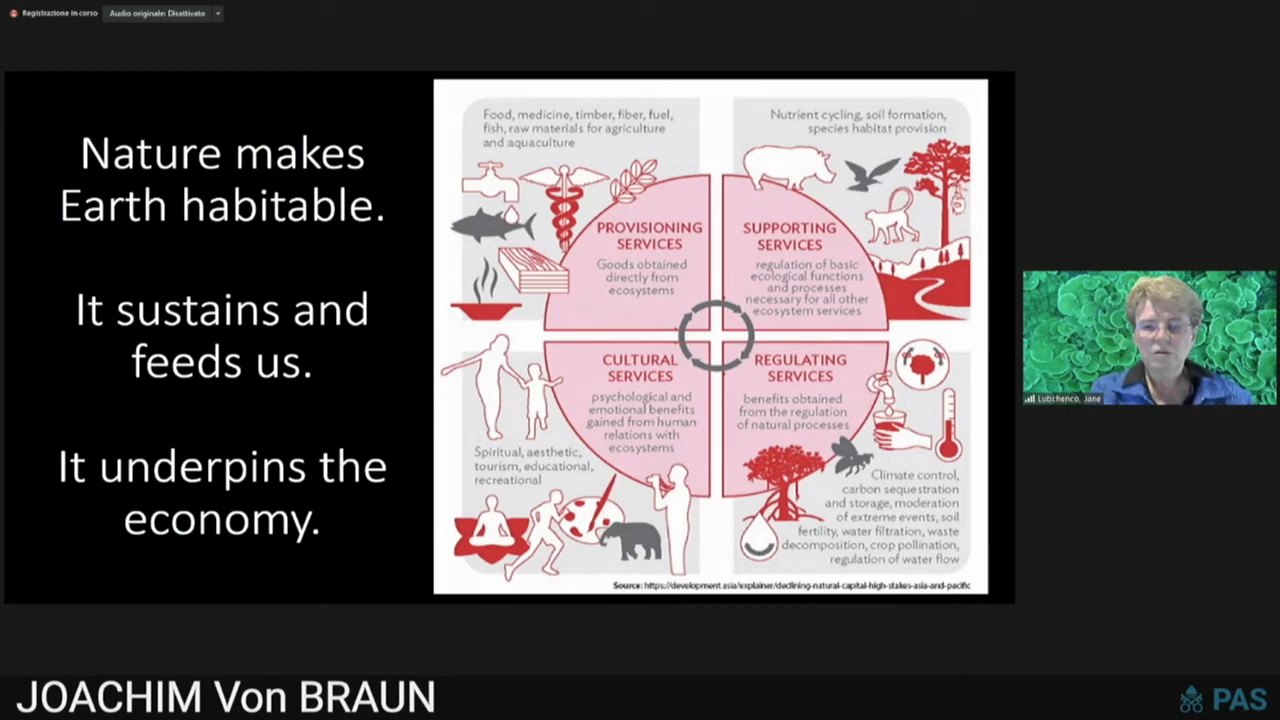 Registrazione in corso
Audio originale: Disattivato
Nature makes
Earth habitable.
It sustains and
feeds us.
It underpins the
economy.
Food, medicine, timber, fiber, fuel,
fish, raw materials for agriculture
and aquaculture
PROVISIONING
SERVICES
Goods obtained
directly from
ecosystems
Nutrient cycling, soil formation,
species habitat provision
SUPPORTING
SERVICES
regulation of basic
ecological functions
and processes
necessary for all other
ecosystem services
CULTURAL
SERVICES
psychological and
emotional benefits
gained from human
relations with
ecosystems
Spiritual, aesthetic,
tourism, educational,
recreational
REGULATING
SERVICES
benefits obtained
from the regulation
of natural processes
Climate control,
carbon sequestration
and storage, moderation
of extreme events, soil
fertility, water filtration, waste
decomposition, crop pollination,
regulation of water flow
Source: https://development.asia/explainer/declining-natural-capital-high-stakes-asia-and-pacific
Lubchenco, Jane
JOACHIM Von BRAUN
PAS